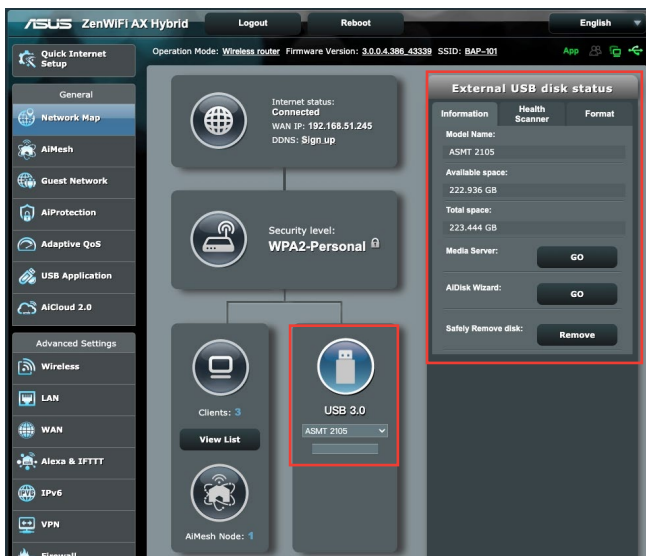 ASUS ZenWiFi AX Hybrid Logout Reboot English
Quick Internet
Setup
Operation Mode: Wireless router Firmware Version: 3.0.0.4.386_43339 SSID: BAP-101 App
General
Network Map
AiMesh
Guest Network
AiProtection
Adaptive QoS
USB Application
AiCloud 2.0
Advanced Settings
Wireless
LAN
WAN
Alexa & IFTTT
IPv6
VPN
Firewall
Internet status:
Connected
WAN IP: 192.168.51.245
DDNS: Sign up
Security level:
WPA2-Personal
Clients: 3
View List
AiMesh Node: 1
USB 3.0
ASMT 2105
External USB disk status
Information Health Scanner Format
Model Name:
ASMT 2105
Available space:
222.936 GB
Total space:
223.444 GB
Media Server: GO
AiDisk Wizard: GO
Safely Remove disk: Remove